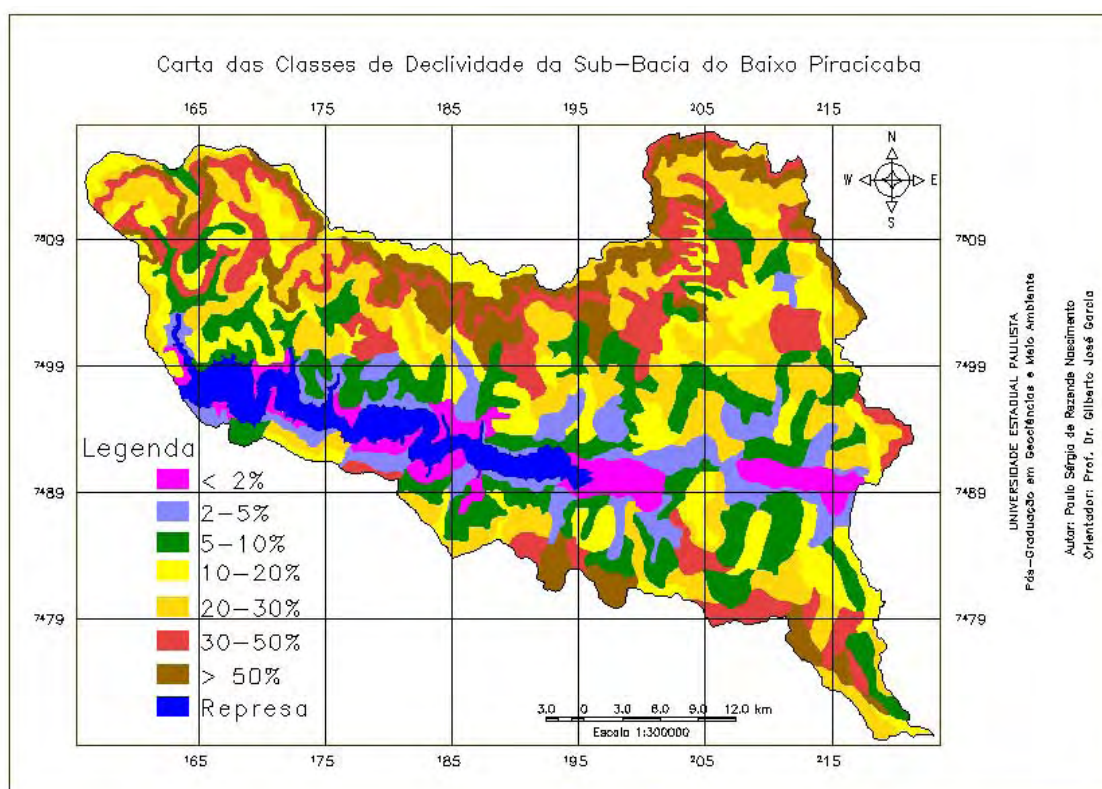 Carta das Classes de Declividade da Sub-Bacia do Baixo Piracicaba
165 175 185 195 205 215
N
W E
S
7809 7809
7499 7499
7489 7489
7479 7479
Legenda
< 2%
2-5%
5-10%
10-20%
20-30%
30-50%
> 50%
Represa
3.0 0 3.0 6.0 9.0 12.0 km
Escala 1:300000
165 175 185 195 205 215
UNIVERSIDADE ESTADUAL PAULISTA
Pós-Graduação em Geociências e Meio Ambiente
Autor: Paulo Sérgio de Rezende Nascimento
Orientador: Prof. Dr. Gilberto José Garcia